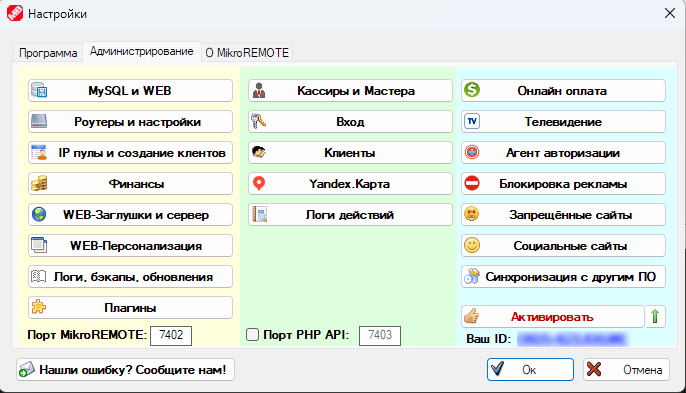 Настройки
Программа
Администрирование
О MikroREMOTE
MySQL и WEB
Роутеры и настройки
IP пулы и создание клентов
Финансы
WEB-Заглушки и сервер
WEB-Персонализация
Логи, бэкапы, обновления
Плагины
Порт MikroREMOTE: 7402
Кассиры и Мастера
Вход
Клиенты
Yandex.Карта
Логи действий
Порт PHP API: 7403
Онлайн оплата
TV Телевидение
Агент авторизации
Блокировка рекламы
Запрещённые сайты
Социальные сайты
Синхронизация с другим ПО
Активировать
Ваш ID:
Нашли ошибку? Сообщите нам!
Ок
Отмена